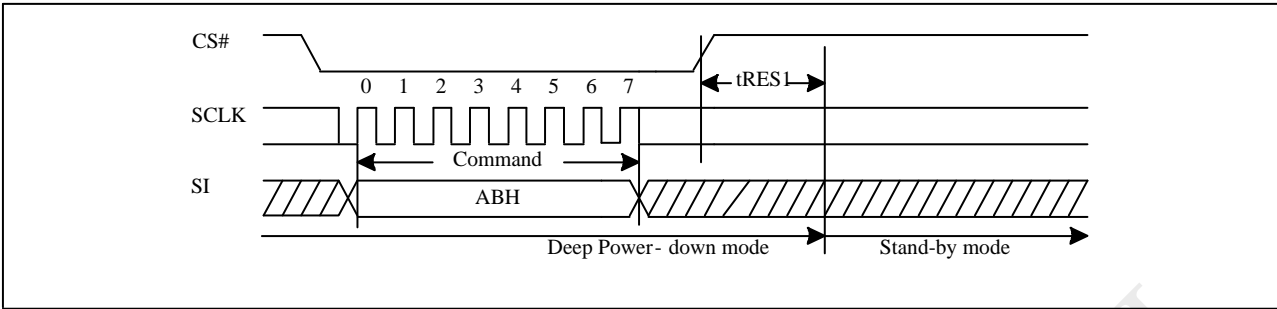 CS#
tRES1
0 1 2 3 4 5 6 7
SCLK
Command
SI
ABH
Deep Power- down mode Stand-by mode